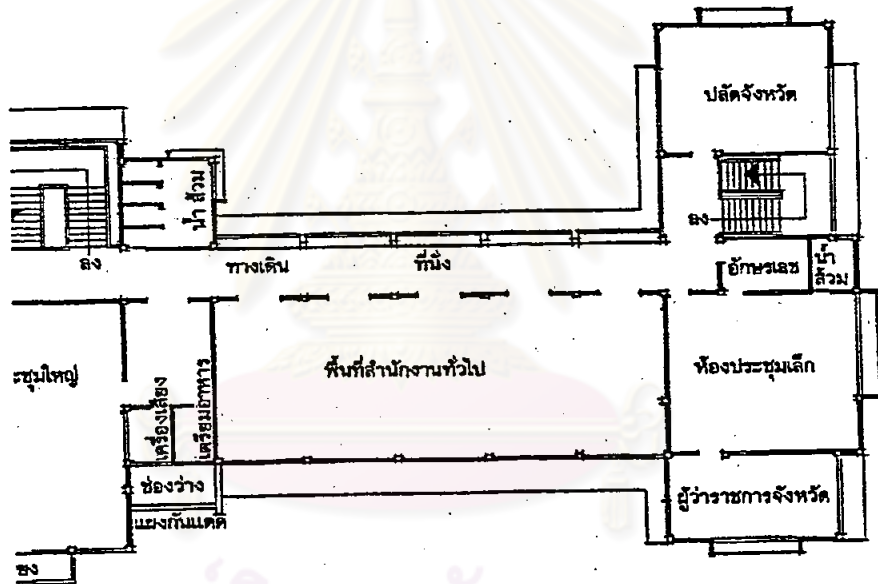 ปลัดจังหวัด
น้ำ ส้วม
ลง
ลง
ทางเดิน
ที่นั่ง
อักษรเลข
น้ำ
ส้วม
ะชุมใหญ่
พื้นที่สำนักงานทั่วไป
ห้องประชุมเล็ก
เครื่องเสียง
เตรียมอาหาร
ช่องว่าง
แผงกันแดด
ผู้ว่าราชการจังหวัด